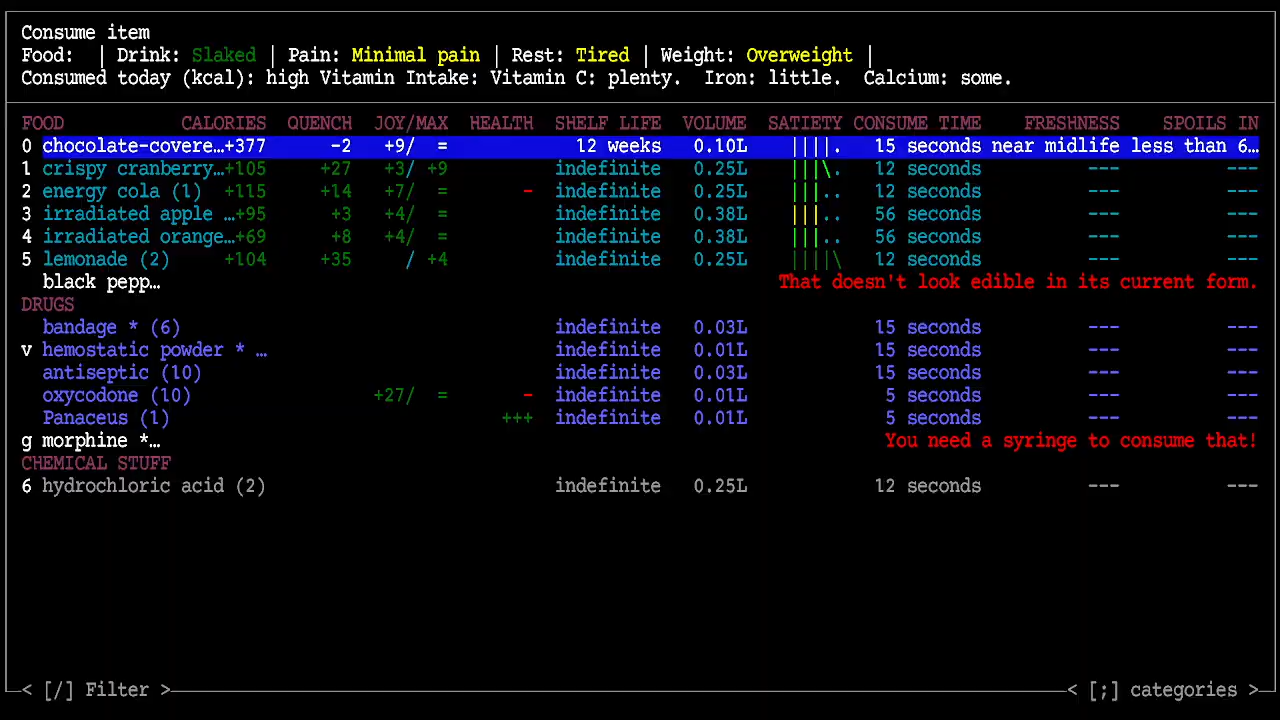 Consume item
Food:  | Drink: Slaked | Pain: Minimal pain | Rest: Tired | Weight: Overweight |
Consumed today (kcal): high Vitamin Intake: Vitamin C: plenty.  Iron: little.  Calcium: some.
FOOD CALORIES QUENCH JOY/MAX HEALTH SHELF LIFE VOLUME SATIETY CONSUME TIME FRESHNESS SPOILS IN
0 chocolate-covere…+377 -2 +9/ = 12 weeks 0.10L ||||. 15 seconds near midlife less than 6…
1 crispy cranberry…+105 +27 +3/ +9 indefinite 0.25L |||\. 12 seconds --- ---
2 energy cola (1) +115 +14 +7/ = - indefinite 0.25L |||.. 12 seconds --- ---
3 irradiated apple …+95 +3 +4/ = indefinite 0.38L |||.. 56 seconds --- ---
4 irradiated orange…+69 +8 +4/ = indefinite 0.38L |||.. 56 seconds --- ---
5 lemonade (2) +104 +35 / +4 indefinite 0.25L ||||\ 12 seconds --- ---
black pepp… That doesn't look edible in its current form.
DRUGS
bandage * (6) indefinite 0.03L 15 seconds --- ---
v hemostatic powder * … indefinite 0.01L 15 seconds --- ---
antiseptic (10) indefinite 0.03L 15 seconds --- ---
oxycodone (10) +27/ = - indefinite 0.01L 5 seconds --- ---
Panaceus (1) +++ indefinite 0.01L 5 seconds --- ---
g morphine *… You need a syringe to consume that!
CHEMICAL STUFF
6 hydrochloric acid (2) indefinite 0.25L 12 seconds --- ---
< [/] Filter > < [;] categories >